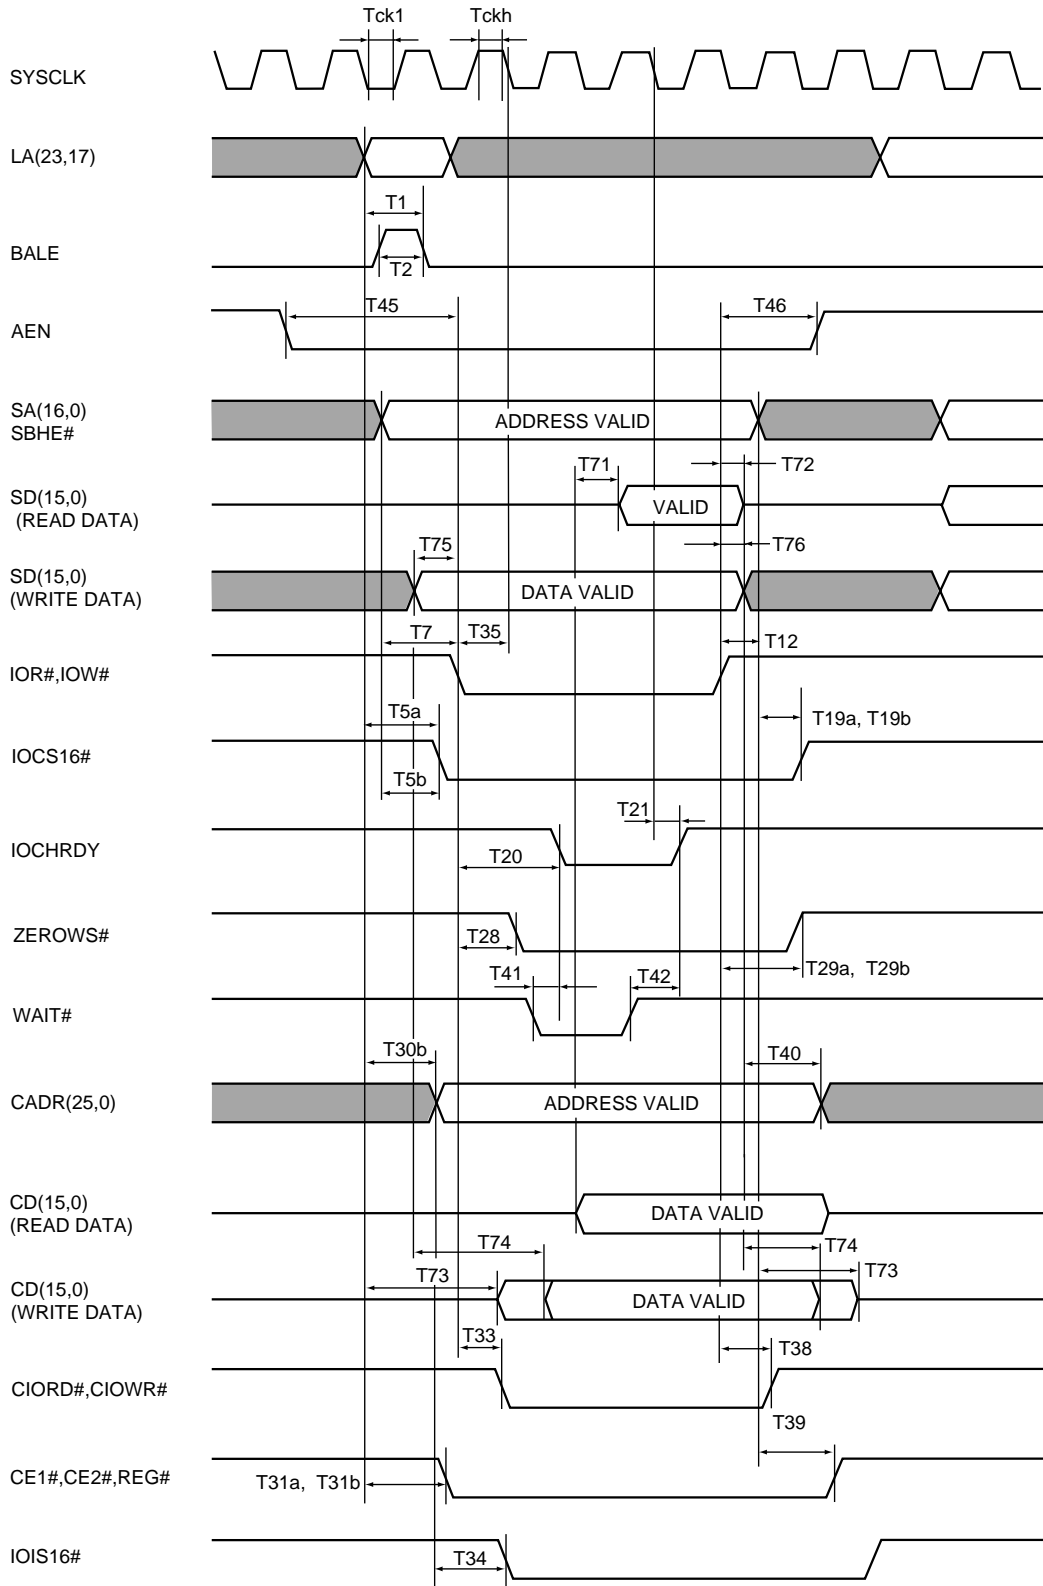 Tck1 Tckh
SYSCLK
LA(23,17)
T1
BALE
T2
T45 T46
AEN
SA(16,0)
SBHE#
ADDRESS VALID
T71 T72
SD(15,0)
(READ DATA)
VALID
T75 T76
SD(15,0)
(WRITE DATA)
DATA VALID
T7 T35 T12
IOR#,IOW#
T5a T19a, T19b
IOCS16#
T5b
T21
IOCHRDY
T20
ZEROWS#
T28
T41 T42 T29a, T29b
WAIT#
T30b T40
CADR(25,0)
ADDRESS VALID
CD(15,0)
(READ DATA)
DATA VALID
T74 T74
T73 T73
CD(15,0)
(WRITE DATA)
DATA VALID
T33 T38
CIORD#,CIOWR#
T39
CE1#,CE2#,REG#
T31a, T31b
IOIS16#
T34